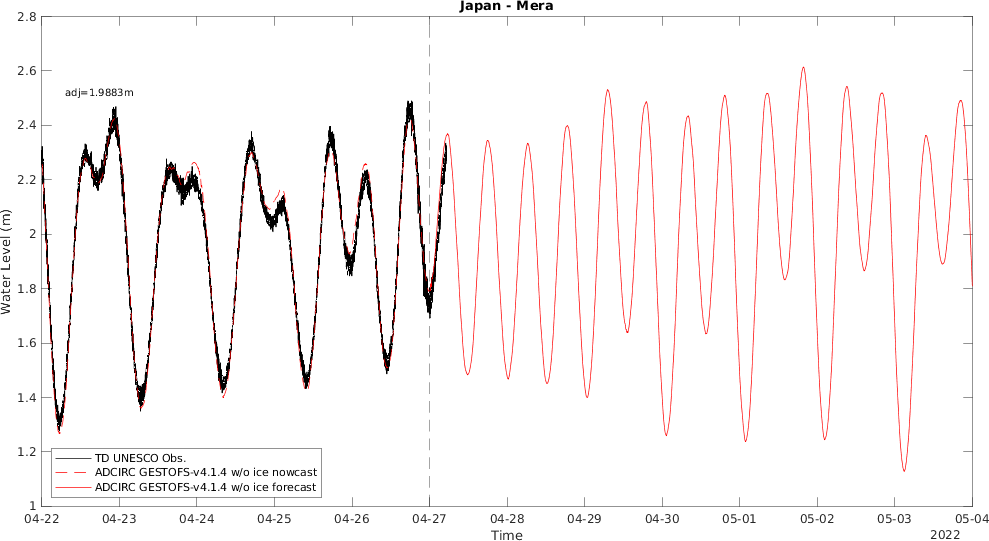 Japan - Mera
2.8
2.6
2.4
2.2
2
1.8
1.6
1.4
1.2
1
Water Level (m)
adj=1.9883m
TD UNESCO Obs.
ADCIRC GESTOFS-v4.1.4 w/o ice nowcast
ADCIRC GESTOFS-v4.1.4 w/o ice forecast
04-22 04-23 04-24 04-25 04-26 04-27 04-28 04-29 04-30 05-01 05-02 05-03 05-04
Time
2022